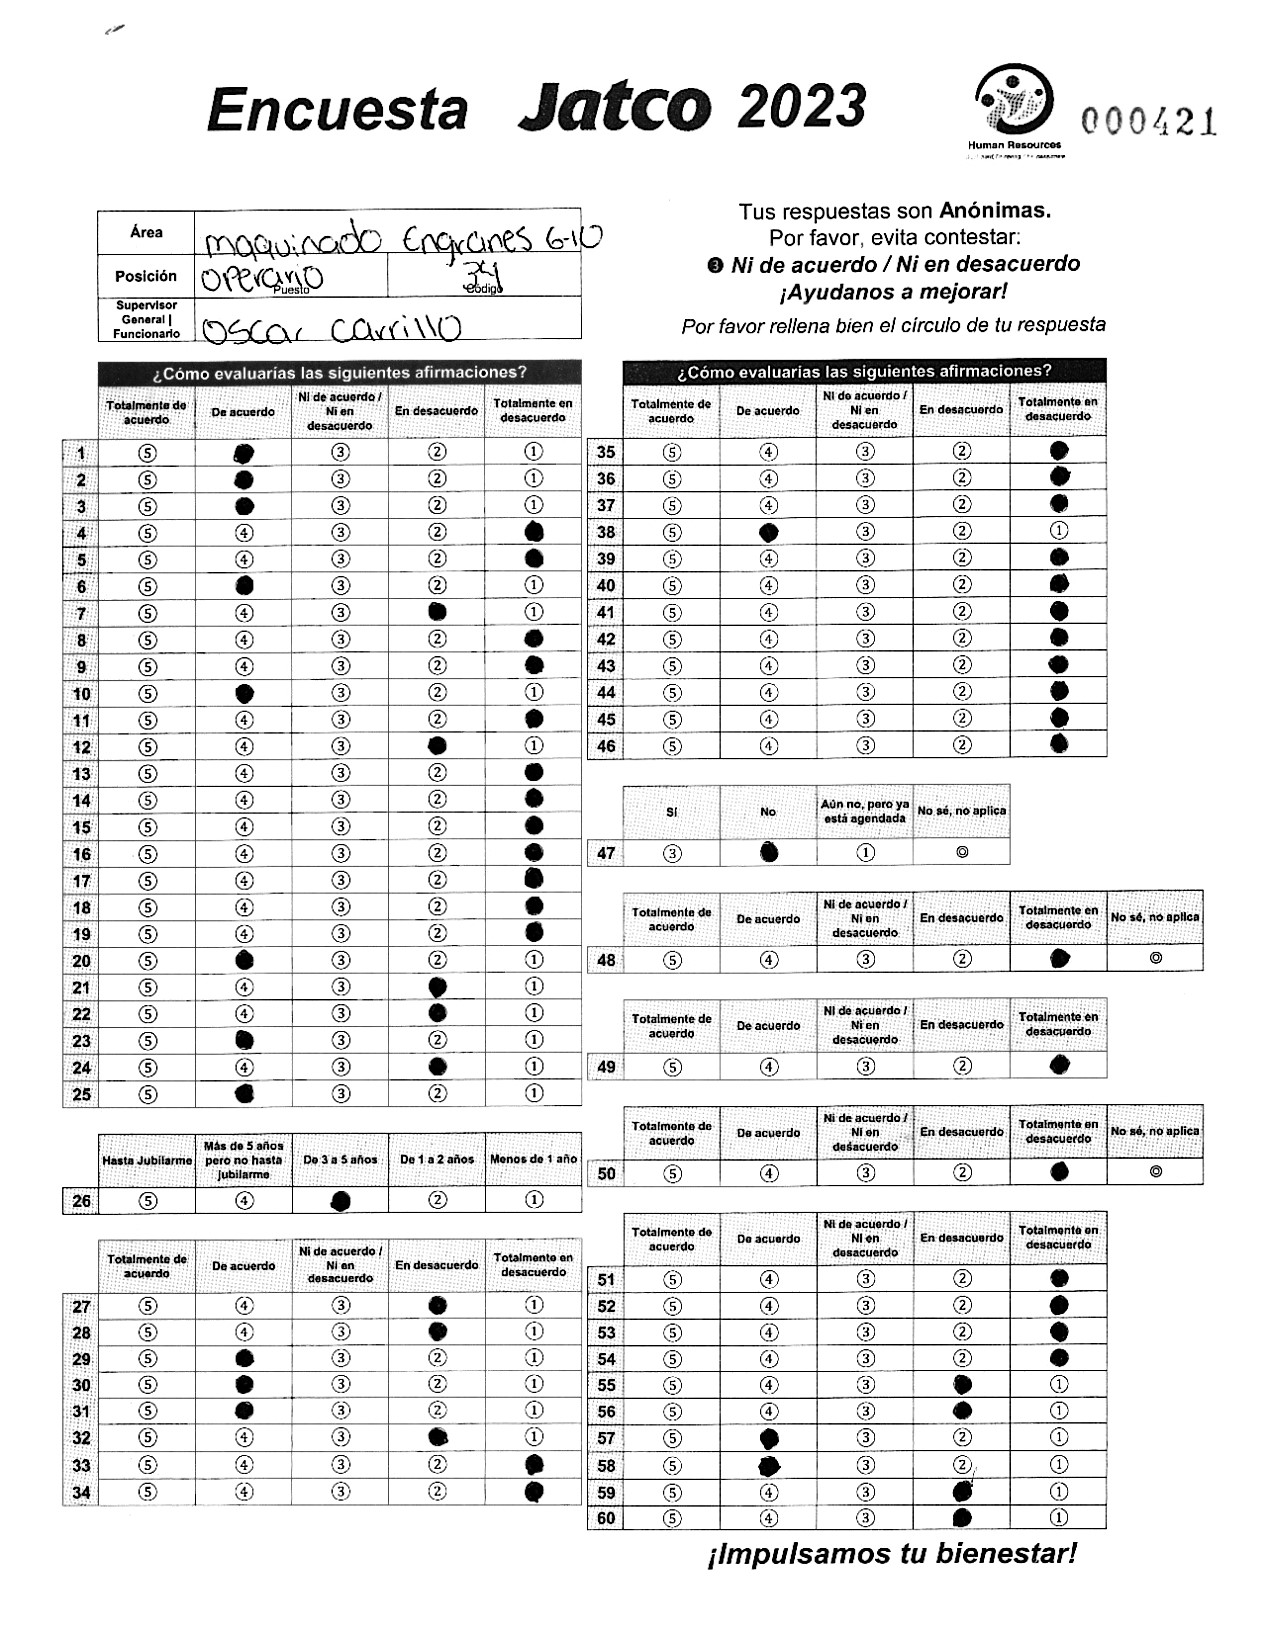 Encuesta Jatco 2023
Human Resources
000421
Área maquinado Engranes 6-10
Posición operario Puesto 34 Código
Supervisor General | Funcionario Oscar Carrillo
Tus respuestas son Anónimas.
Por favor, evita contestar:
❸ Ni de acuerdo / Ni en desacuerdo
¡Ayudanos a mejorar!
Por favor rellena bien el círculo de tu respuesta
¿Cómo evaluarías las siguientes afirmaciones?
Totalmente de acuerdo De acuerdo Ni de acuerdo / Ni en desacuerdo En desacuerdo Totalmente en desacuerdo
1 ⑤ ③ ② ①
2 ⑤ ③ ② ①
3 ⑤ ③ ② ①
4 ⑤ ④ ③ ②
5 ⑤ ④ ③ ②
6 ⑤ ③ ② ①
7 ⑤ ④ ③ ①
8 ⑤ ④ ③ ②
9 ⑤ ④ ③ ②
10 ⑤ ③ ② ①
11 ⑤ ④ ③ ②
12 ⑤ ④ ③ ①
13 ⑤ ④ ③ ②
14 ⑤ ④ ③ ②
15 ⑤ ④ ③ ②
16 ⑤ ④ ③ ②
17 ⑤ ④ ③ ②
18 ⑤ ④ ③ ②
19 ⑤ ④ ③ ②
20 ⑤ ③ ② ①
21 ⑤ ④ ③ ①
22 ⑤ ④ ③ ①
23 ⑤ ③ ② ①
24 ⑤ ④ ③ ①
25 ⑤ ③ ② ①
Hasta Jubilarme Más de 5 años pero no hasta jubilarme De 3 a 5 años De 1 a 2 años Menos de 1 año
26 ⑤ ④ ② ①
Totalmente de acuerdo De acuerdo Ni de acuerdo / Ni en desacuerdo En desacuerdo Totalmente en desacuerdo
27 ⑤ ④ ③ ①
28 ⑤ ④ ③ ①
29 ⑤ ③ ② ①
30 ⑤ ③ ② ①
31 ⑤ ③ ② ①
32 ⑤ ④ ③ ①
33 ⑤ ④ ③ ②
34 ⑤ ④ ③ ②
¿Cómo evaluarías las siguientes afirmaciones?
Totalmente de acuerdo De acuerdo Ni de acuerdo / Ni en desacuerdo En desacuerdo Totalmente en desacuerdo
35 ⑤ ④ ③ ②
36 ⑤ ④ ③ ②
37 ⑤ ④ ③ ②
38 ⑤ ③ ② ①
39 ⑤ ④ ③ ②
40 ⑤ ④ ③ ②
41 ⑤ ④ ③ ②
42 ⑤ ④ ③ ②
43 ⑤ ④ ③ ②
44 ⑤ ④ ③ ②
45 ⑤ ④ ③ ②
46 ⑤ ④ ③ ②
Sí No Aún no, pero ya está agendada No sé, no aplica
47 ③ ① ⓪
Totalmente de acuerdo De acuerdo Ni de acuerdo / Ni en desacuerdo En desacuerdo Totalmente en desacuerdo No sé, no aplica
48 ⑤ ④ ③ ② ⓪
Totalmente de acuerdo De acuerdo Ni de acuerdo / Ni en desacuerdo En desacuerdo Totalmente en desacuerdo
49 ⑤ ④ ③ ②
Totalmente de acuerdo De acuerdo Ni de acuerdo / Ni en desacuerdo En desacuerdo Totalmente en desacuerdo No sé, no aplica
50 ⑤ ④ ③ ② ⓪
Totalmente de acuerdo De acuerdo Ni de acuerdo / Ni en desacuerdo En desacuerdo Totalmente en desacuerdo
51 ⑤ ④ ③ ②
52 ⑤ ④ ③ ②
53 ⑤ ④ ③ ②
54 ⑤ ④ ③ ②
55 ⑤ ④ ③ ①
56 ⑤ ④ ③ ①
57 ⑤ ③ ② ①
58 ⑤ ③ ② ①
59 ⑤ ④ ③ ①
60 ⑤ ④ ③ ①
¡Impulsamos tu bienestar!